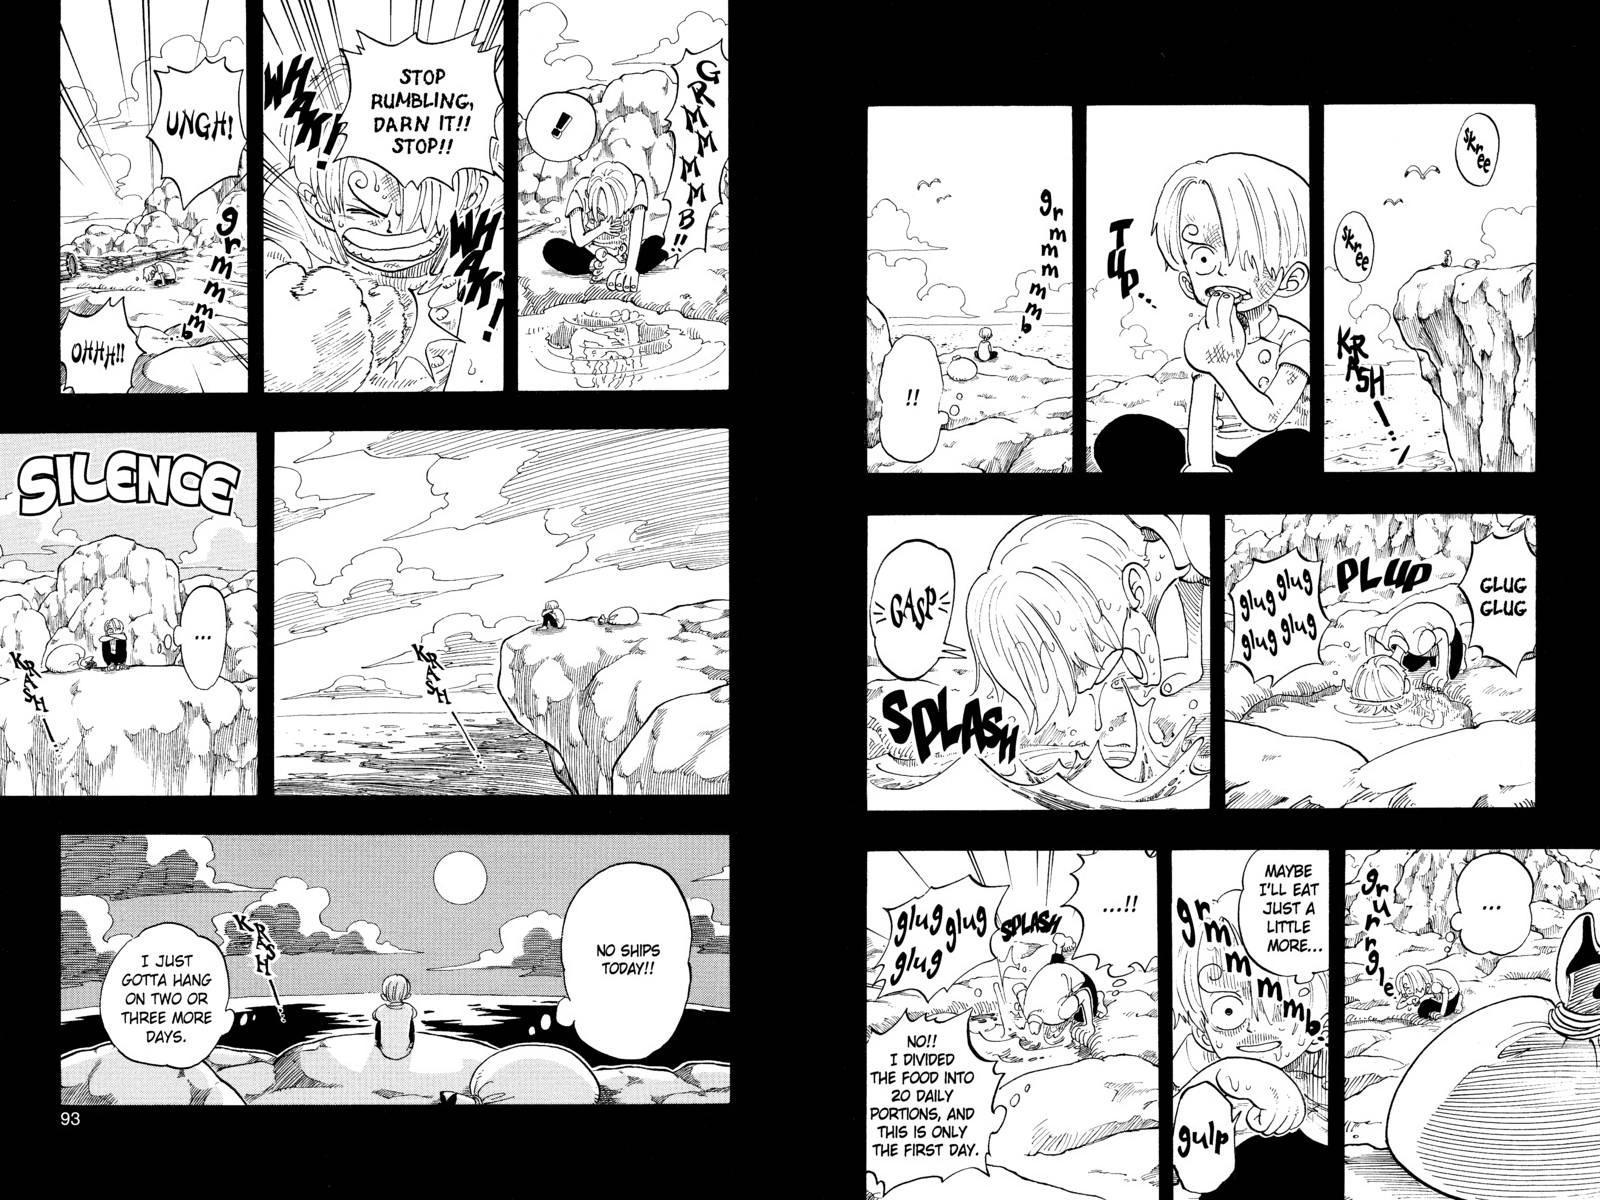 skree
skree
KRASH--!
TUP...
grmmmmb
!!
GLUG
GLUG
PLUP
glug glug
glug glug
GASP
SPLASH
...
grurrrgle
MAYBE
I'LL EAT
JUST A
LITTLE
MORE...
grmmmmb
gulp
...!!
SPLASH
glug glug
glug
NO!!
I DIVIDED
THE FOOD INTO
20 DAILY
PORTIONS, AND
THIS IS ONLY
THE FIRST DAY.
GRMMMMB!!
!!
STOP
RUMBLING,
DARN IT!!
STOP!!
WHAK!
WHAK!
UNGH!
grmmmmb
OHHH!!
KRASH--!
SILENCE
...
KRASH--!
NO SHIPS
TODAY!!
KRASH--!
I JUST
GOTTA HANG
ON TWO OR
THREE MORE
DAYS.
93